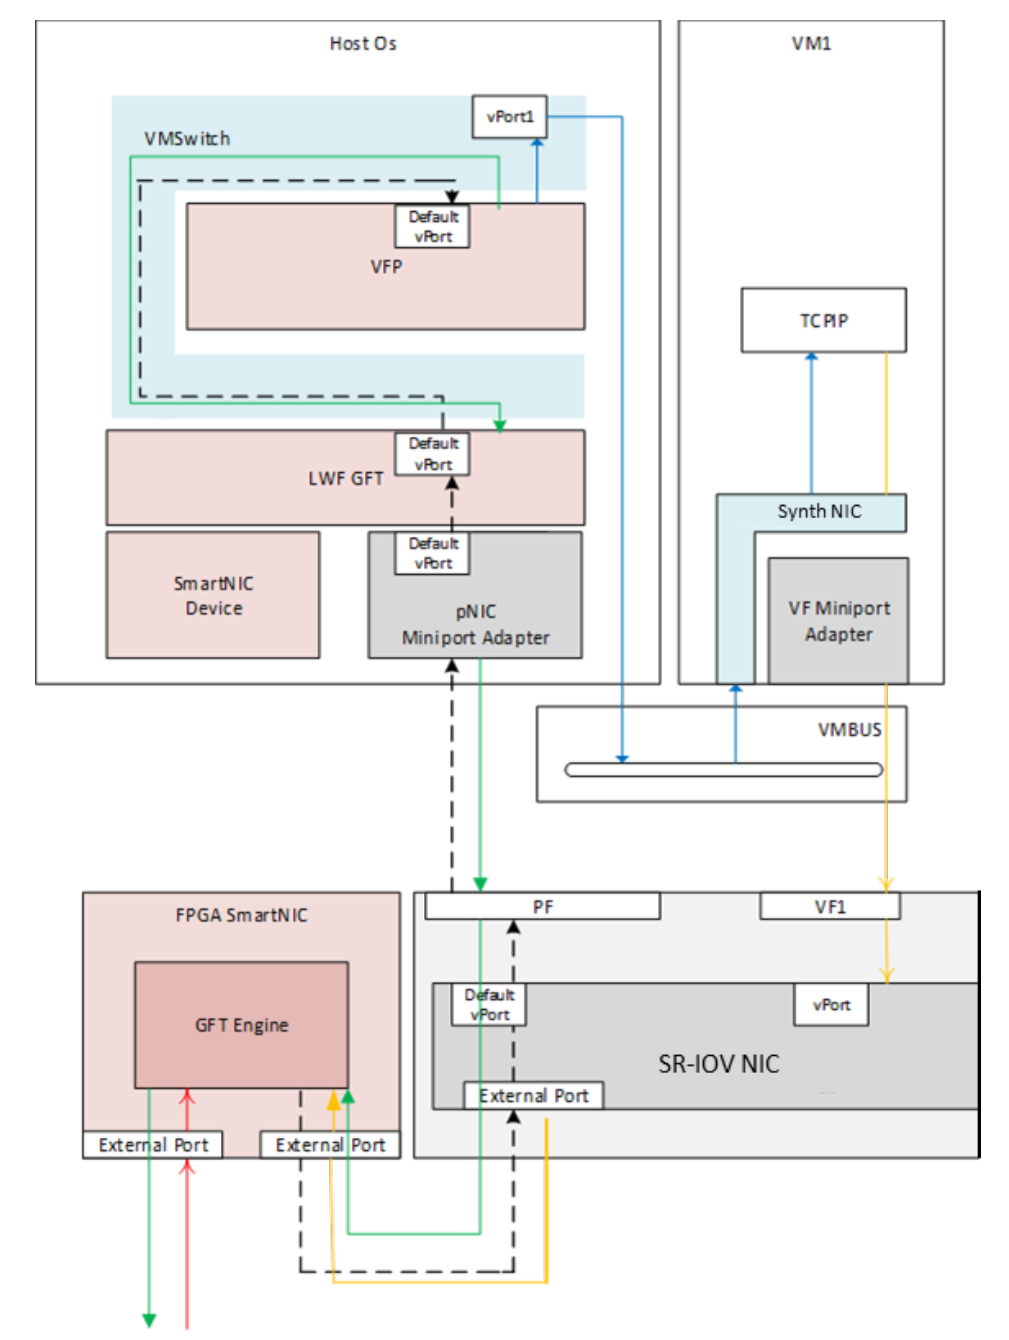 Host Os
VM1
vPort1
VMSwitch
Default
vPort
VFP
TCPIP
Default
vPort
LWF GFT
Synth NIC
Default
vPort
SmartNIC
Device
pNIC
Miniport Adapter
VF Miniport
Adapter
VMBUS
FPGA SmartNIC
PF
VF1
GFT Engine
Default
vPort
vPort
SR-IOV NIC
External Port
External Port
External Port